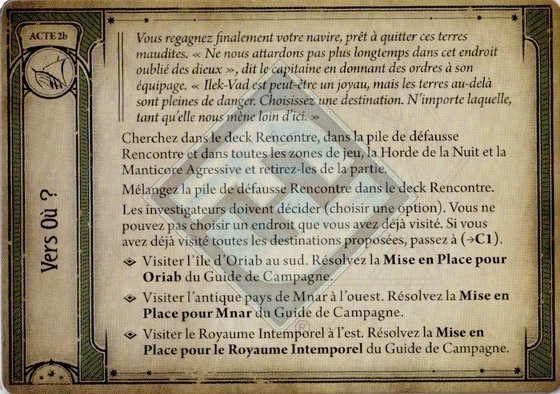 ACTE 2b
Vers Où ?
Vous regagnez finalement votre navire, prêt à quitter ces terres
maudites. « Ne nous attardons pas plus longtemps dans cet endroit
oublié des dieux », dit le capitaine en donnant des ordres à son
équipage. « Ilek-Vad est peut-être un joyau, mais les terres au-delà
sont pleines de danger. Choisissez une destination. N'importe laquelle,
tant qu'elle nous mène loin d'ici. »
Cherchez dans le deck Rencontre, dans la pile de défausse
Rencontre et dans toutes les zones de jeu, la Horde de la Nuit et la
Manticore Agressive et retirez-les de la partie.
Mélangez la pile de défausse Rencontre dans le deck Rencontre.
Les investigateurs doivent décider (choisir une option). Vous ne
pouvez pas choisir un endroit que vous avez déjà visité. Si vous
avez déjà visité toutes les destinations proposées, passez à (→C1).
Visiter l'île d'Oriab au sud. Résolvez la Mise en Place pour
Oriab du Guide de Campagne.
Visiter l'antique pays de Mnar à l'ouest. Résolvez la Mise en
Place pour Mnar du Guide de Campagne.
Visiter le Royaume Intemporel à l'est. Résolvez la Mise en
Place pour le Royaume Intemporel du Guide de Campagne.